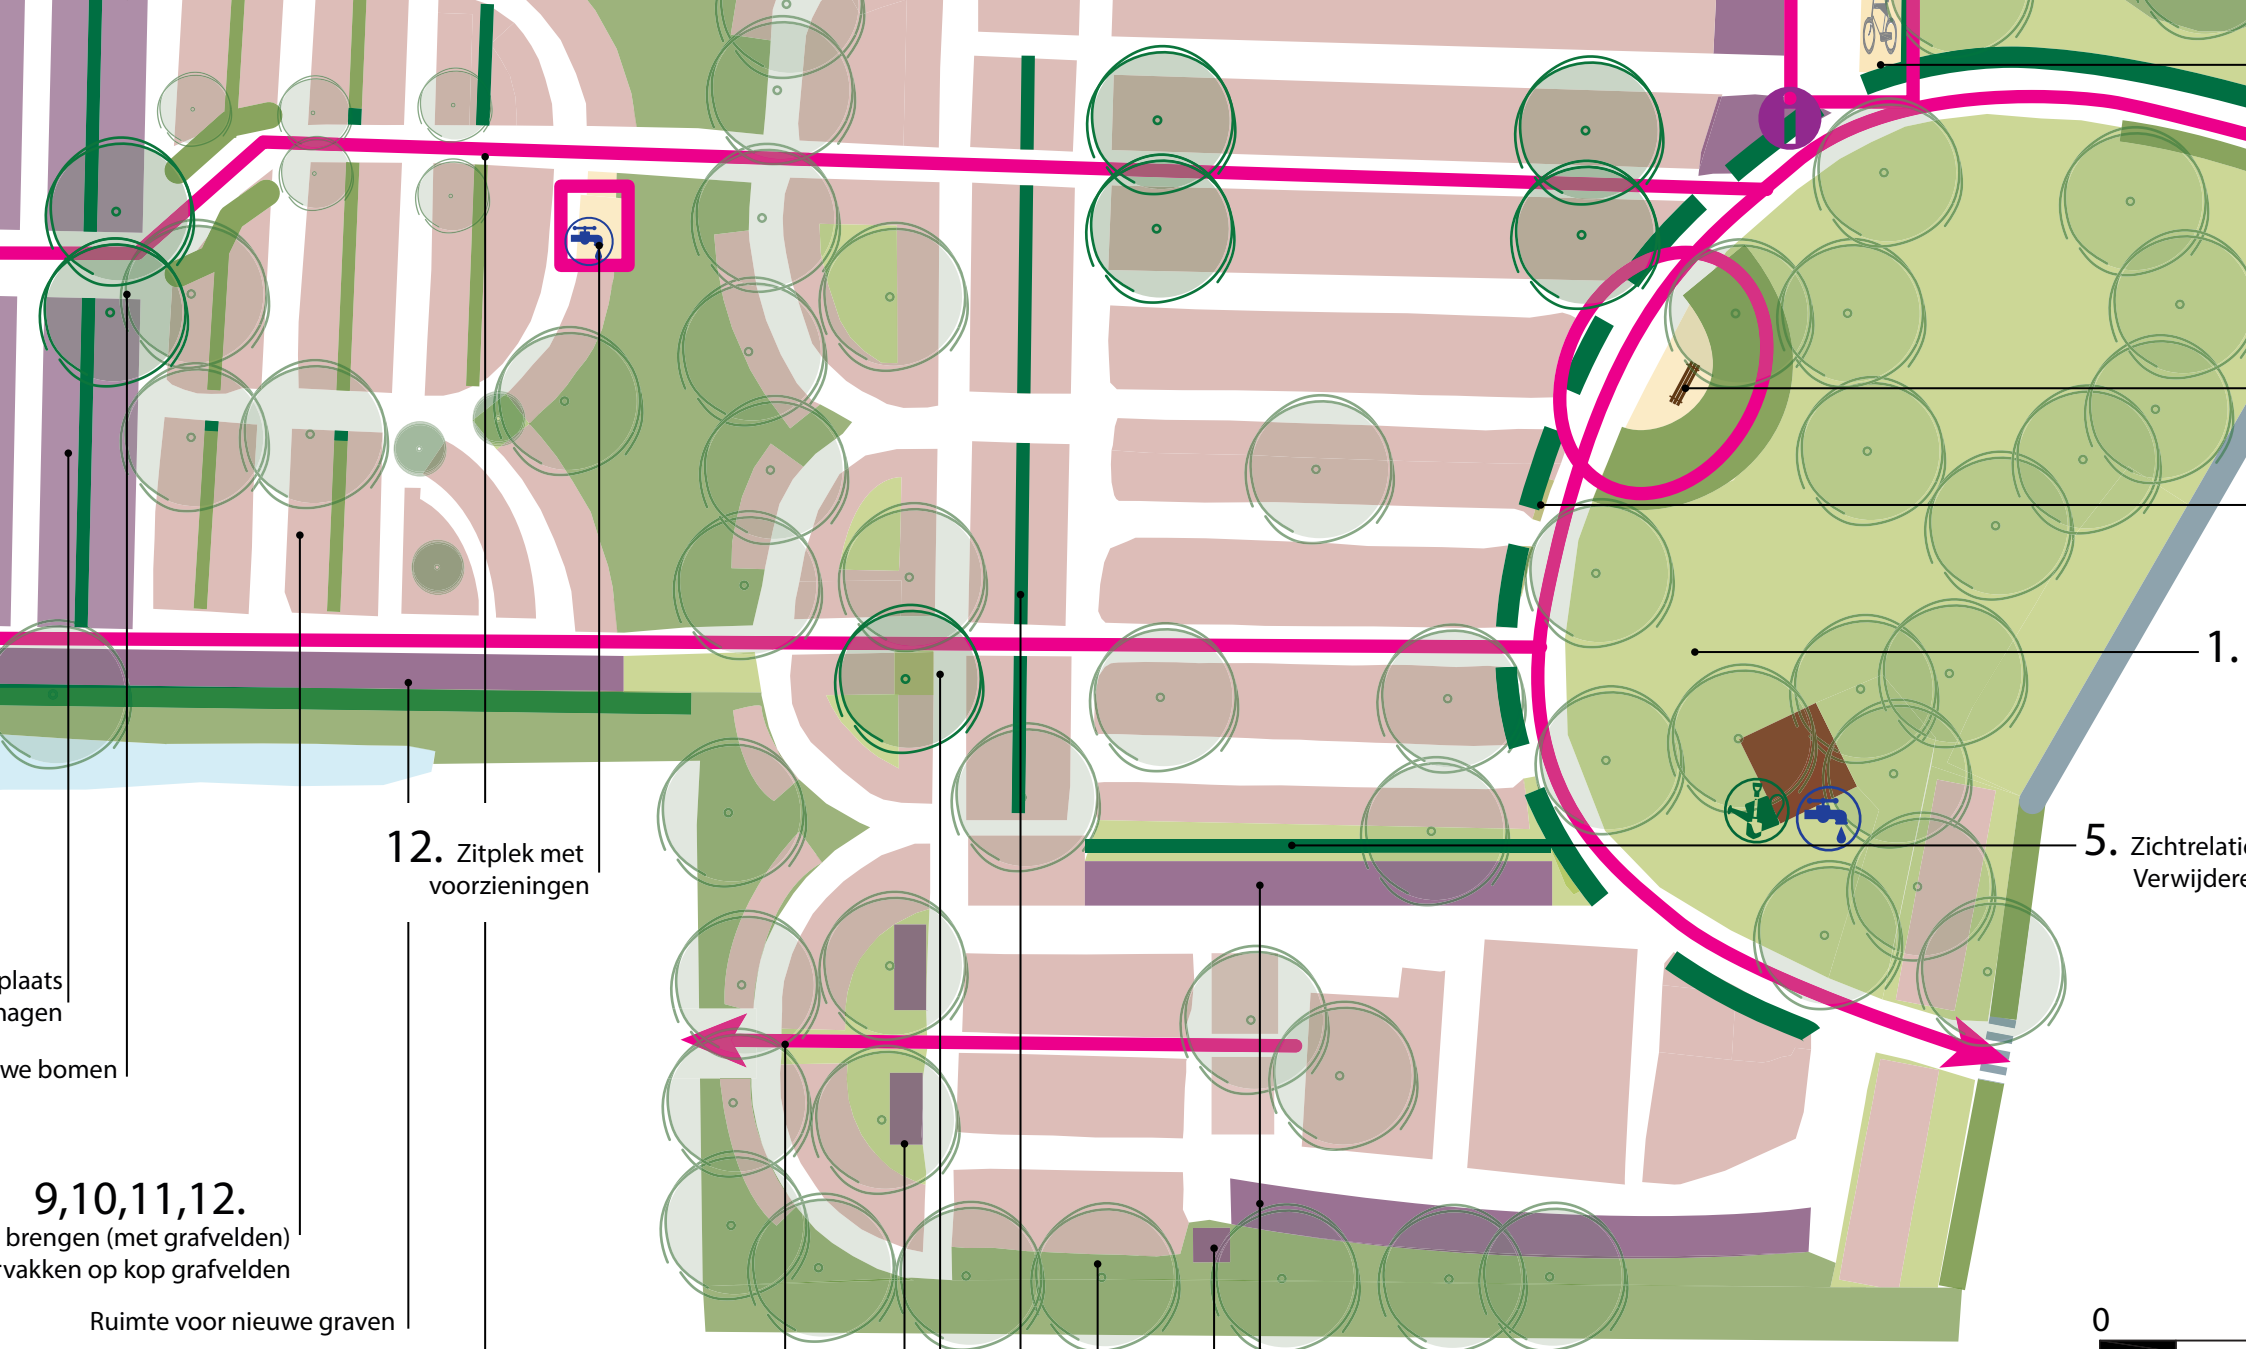 1.
12. Zitplek met
voorzieningen
5. Zichtrelati
Verwijdere
plaats
hagen
we bomen
9,10,11,12.
brengen (met grafvelden)
vakken op kop grafvelden
Ruimte voor nieuwe graven
0